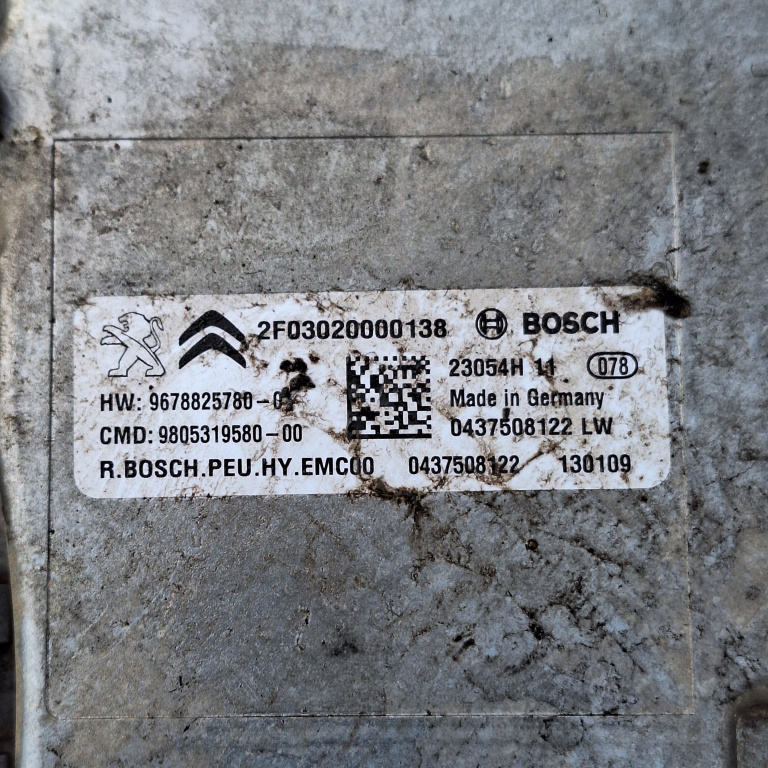 2F03020000138 BOSCH
23054H 11 078
HW: 9678825780-0 Made in Germany
CMD: 9805319580-00 0437508122 LW
R.BOSCH.PEU.HY.EMC00 0437508122 130109